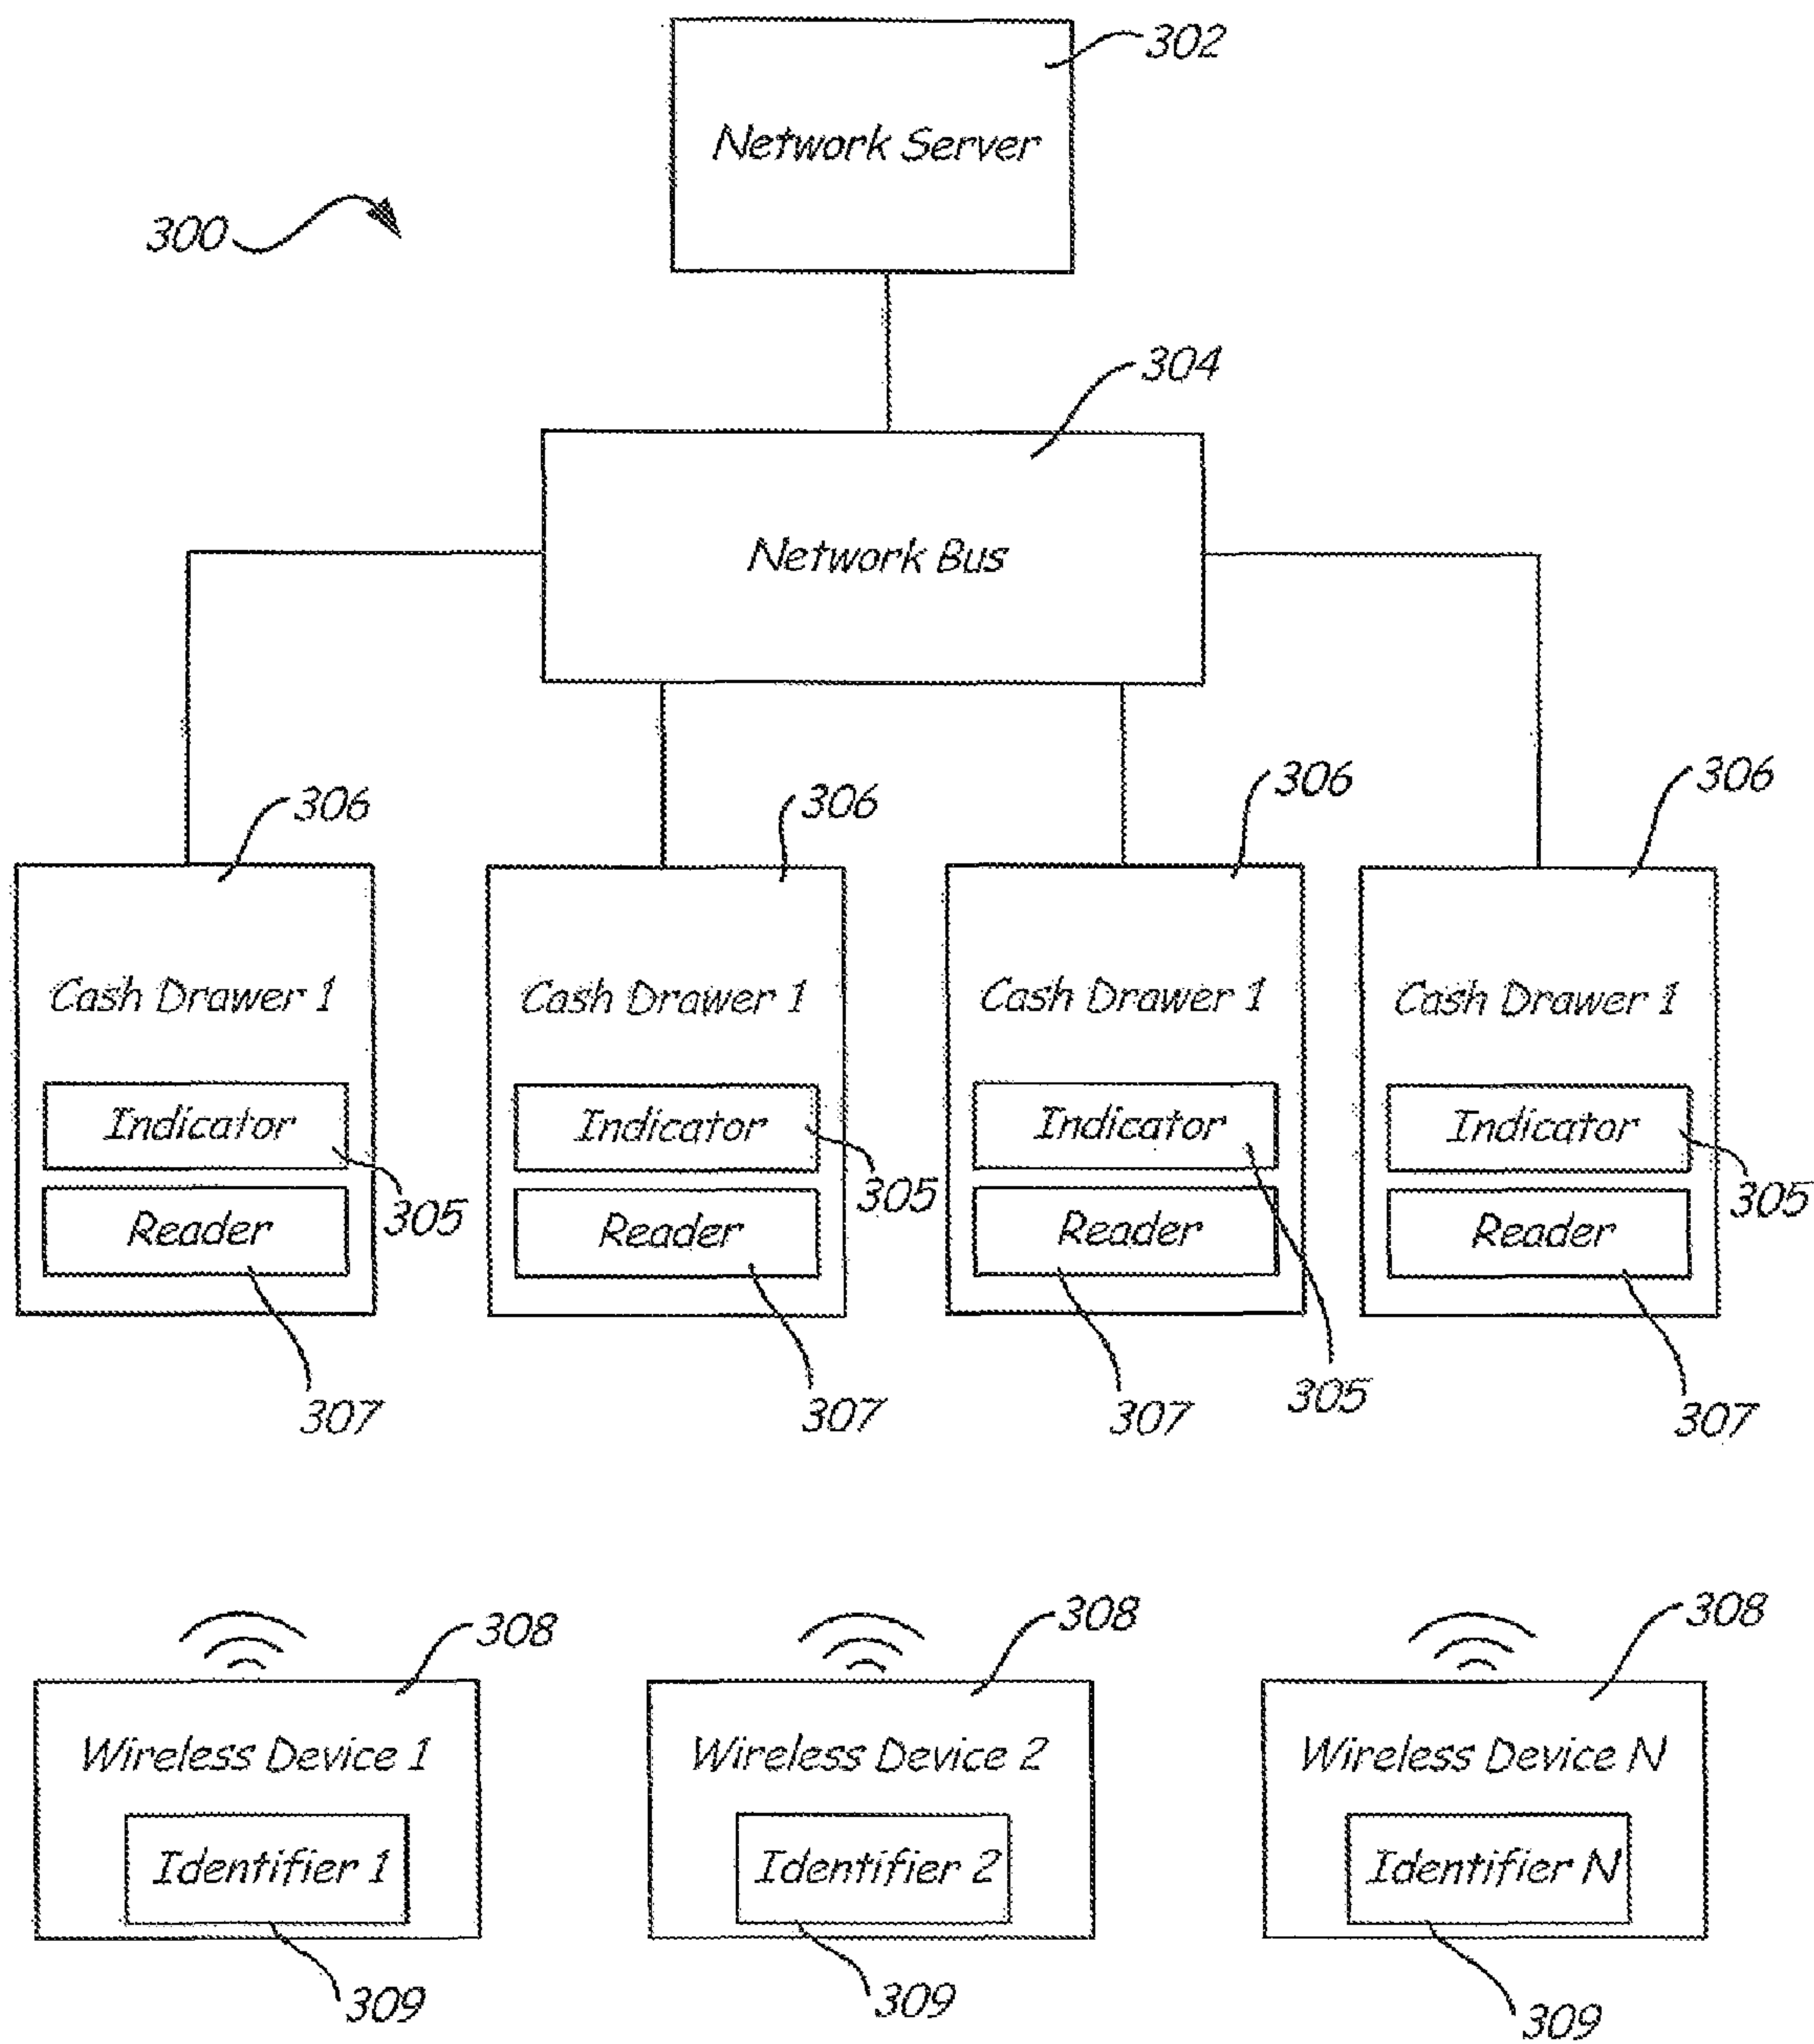 302
Network Server
300
304
Network Bus
306
306
306
306
Cash Drawer 1
Cash Drawer 1
Cash Drawer 1
Cash Drawer 1
Indicator
Indicator
Indicator
Indicator
305
305
305
Reader
Reader
Reader
Reader
305
307
307
307
307
308
308
308
Wireless Device 1
Wireless Device 2
Wireless Device N
Identifier 1
Identifier 2
Identifier N
309
309
309